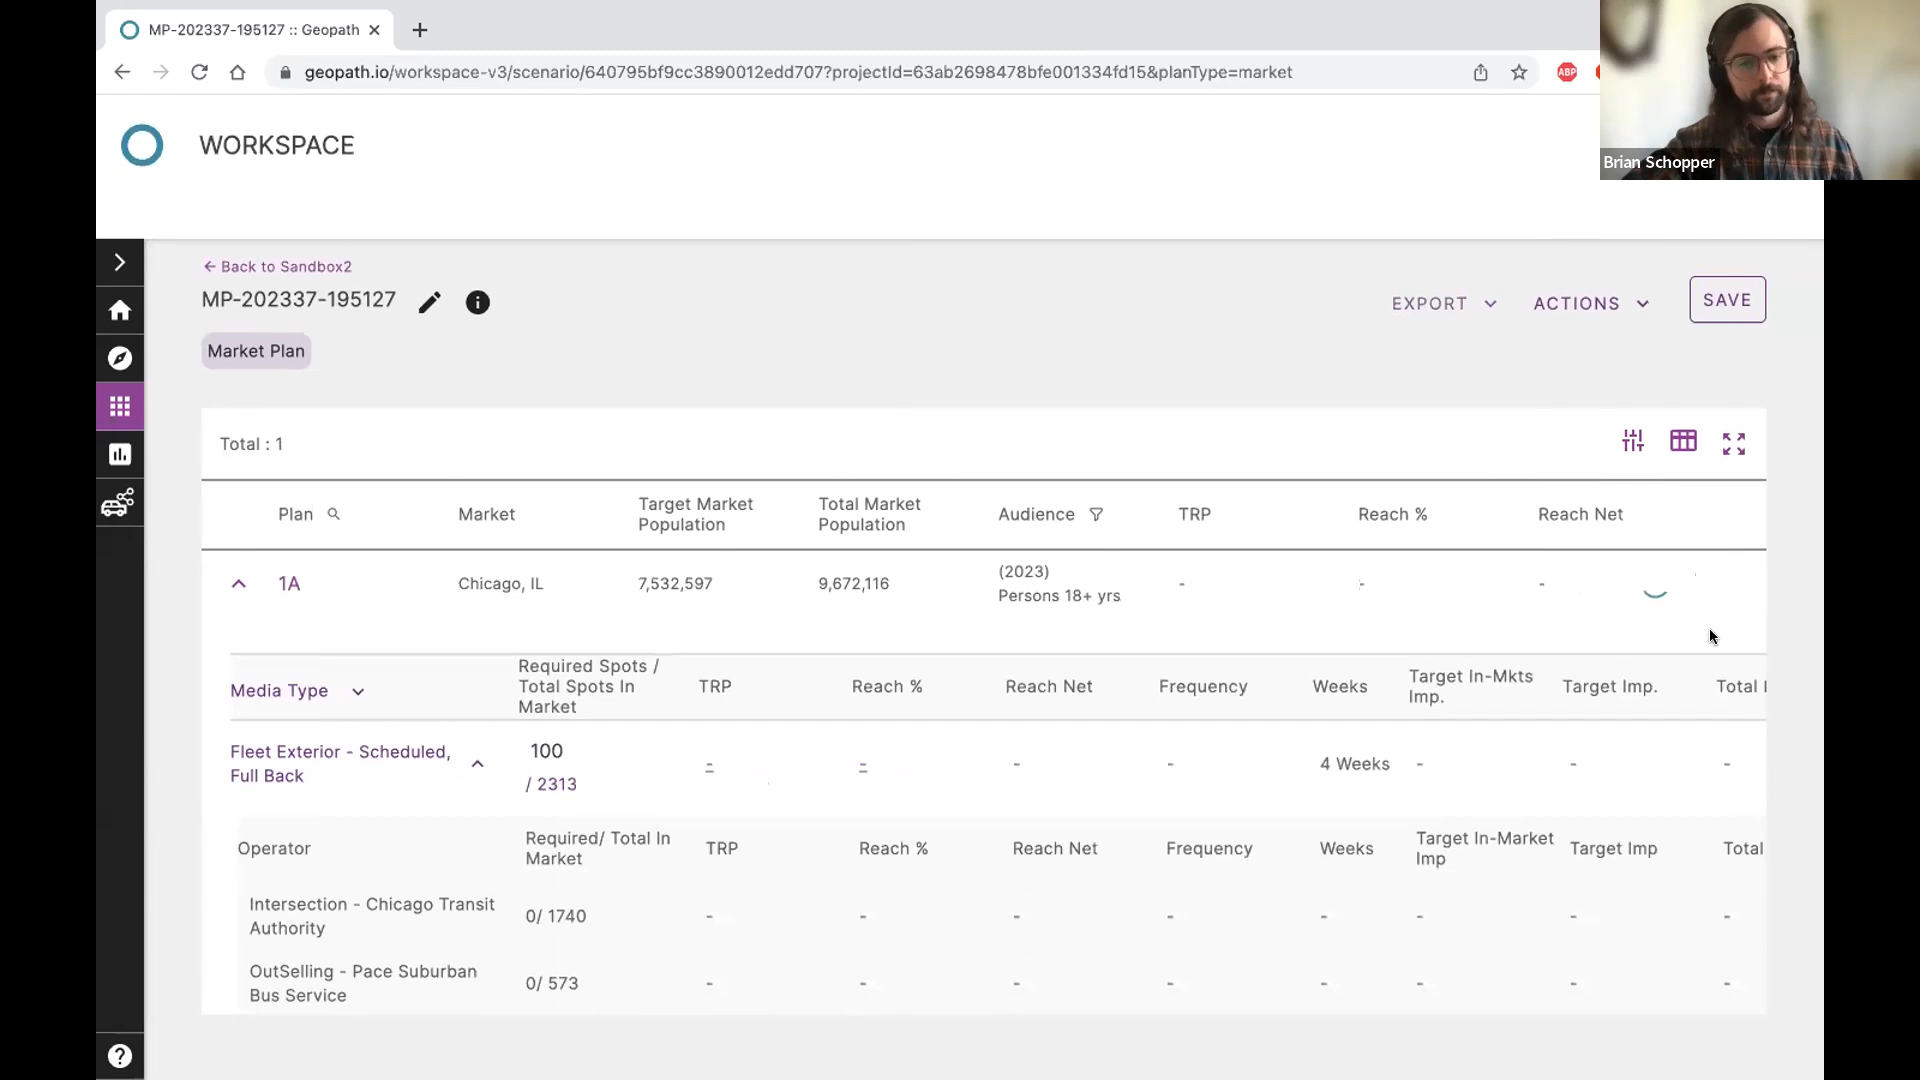 MP-202337-195127 :: Geopath
geopath.io/workspace-v3/scenario/640795bf9cc3890012edd707?projectId=63ab2698478bfe001334fd15&planType=market
ABP
Brian Schopper
WORKSPACE
Back to Sandbox2
MP-202337-195127
EXPORT
ACTIONS
SAVE
Market Plan
Total : 1
Plan
Market
Target Market
Population
Total Market
Population
Audience
TRP
Reach %
Reach Net
1A
Chicago, IL
7,532,597
9,672,116
(2023)
Persons 18+ yrs
-
-
-
Media Type
Required Spots /
Total Spots In
Market
TRP
Reach %
Reach Net
Frequency
Weeks
Target In-Mkts
Imp.
Target Imp.
Total
Fleet Exterior - Scheduled,
Full Back
100
/ 2313
-
-
-
-
4 Weeks
-
-
-
Operator
Required/ Total In
Market
TRP
Reach %
Reach Net
Frequency
Weeks
Target In-Market
Imp
Target Imp
Total
Intersection - Chicago Transit
Authority
0/ 1740
-
-
-
-
-
-
-
-
OutSelling - Pace Suburban
Bus Service
0/ 573
-
-
-
-
-
-
-
-